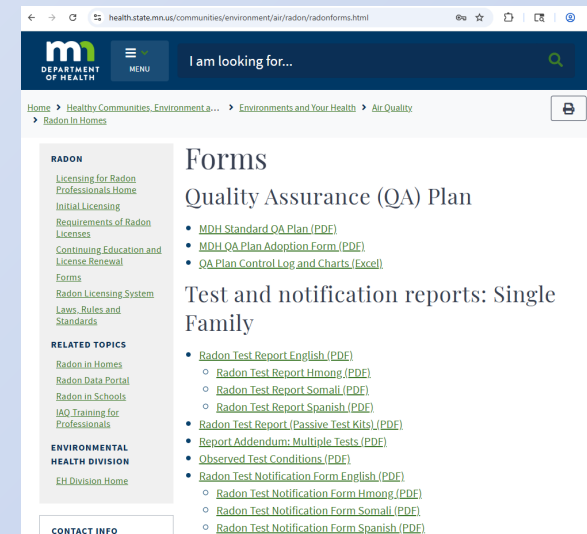 health.state.mn.us/communities/environment/air/radon/radonforms.html
mn
DEPARTMENT
OF HEALTH
MENU
I am looking for...
Home > Healthy Communities, Environment a... > Environments and Your Health > Air Quality
> Radon In Homes
RADON
Licensing for Radon
Professionals Home
Initial Licensing
Requirements of Radon
Licenses
Continuing Education and
License Renewal
Forms
Radon Licensing System
Laws, Rules and
Standards
RELATED TOPICS
Radon in Homes
Radon Data Portal
Radon in Schools
IAQ Training for
Professionals
ENVIRONMENTAL
HEALTH DIVISION
EH Division Home
CONTACT INFO
Forms
Quality Assurance (QA) Plan
• MDH Standard QA Plan (PDF)
• MDH QA Plan Adoption Form (PDF)
• QA Plan Control Log and Charts (Excel)
Test and notification reports: Single
Family
• Radon Test Report English (PDF)
○ Radon Test Report Hmong (PDF)
○ Radon Test Report Somali (PDF)
○ Radon Test Report Spanish (PDF)
• Radon Test Report (Passive Test Kits) (PDF)
• Report Addendum: Multiple Tests (PDF)
• Observed Test Conditions (PDF)
• Radon Test Notification Form English (PDF)
○ Radon Test Notification Form Hmong (PDF)
○ Radon Test Notification Form Somali (PDF)
○ Radon Test Notification Form Spanish (PDF)